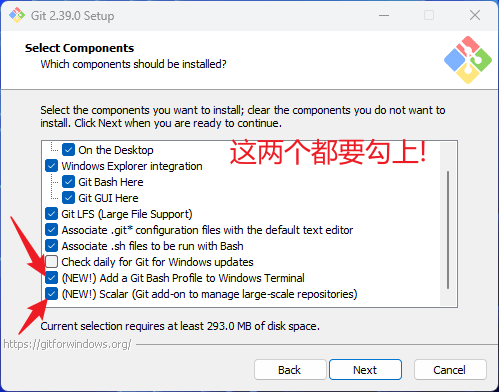 Git 2.39.0 Setup
Select Components
Which components should be installed?
Select the components you want to install; clear the components you do not want to
install. Click Next when you are ready to continue.
这两个都要勾上!
On the Desktop
Windows Explorer integration
Git Bash Here
Git GUI Here
Git LFS (Large File Support)
Associate .git* configuration files with the default text editor
Associate .sh files to be run with Bash
Check daily for Git for Windows updates
(NEW!) Add a Git Bash Profile to Windows Terminal
(NEW!) Scalar (Git add-on to manage large-scale repositories)
Current selection requires at least 293.0 MB of disk space.
https://gitforwindows.org/
Back
Next
Cancel